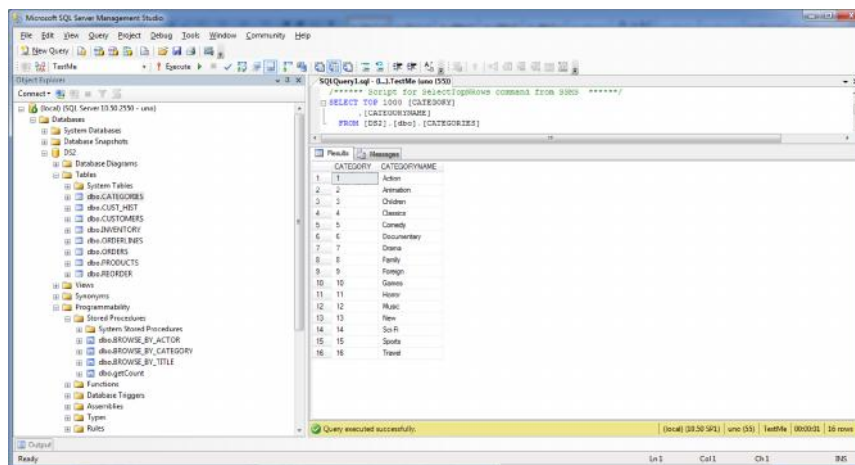 Microsoft SQL Server Management Studio
File Edit View Query Project Debug Tools Window Community Help
New Query
TestMe Execute
Object Explorer
SQLQuery1.sql - (L...).TestMe (uno (55))
/****** Script for SelectTopNRows command from SSMS ******/
SELECT TOP 1000 [CATEGORY]
,[CATEGORYNAME]
FROM [DS2].[dbo].[CATEGORIES]
Connect
(local) (SQL Server 10.50.2550 - uno)
Databases
System Databases
Database Snapshots
DS2
Database Diagrams
Tables
System Tables
dbo.CATEGORIES
dbo.CUST_HIST
dbo.CUSTOMERS
dbo.INVENTORY
dbo.ORDERLINES
dbo.ORDERS
dbo.PRODUCTS
dbo.REORDER
Views
Synonyms
Programmability
Stored Procedures
System Stored Procedures
dbo.BROWSE_BY_ACTOR
dbo.BROWSE_BY_CATEGORY
dbo.BROWSE_BY_TITLE
dbo.getCount
Functions
Database Triggers
Assemblies
Types
Rules
Results Messages
CATEGORY CATEGORYNAME
1 1 Action
2 2 Animation
3 3 Children
4 4 Classics
5 5 Comedy
6 6 Documentary
7 7 Drama
8 8 Family
9 9 Foreign
10 10 Games
11 11 Horror
12 12 Music
13 13 New
14 14 Sci-Fi
15 15 Sports
16 16 Travel
Query executed successfully.
(local) (10.50 SP1) uno (55) TestMe 00:00:01 16 rows
Output
Ready Ln 1 Col 1 Ch 1 INS